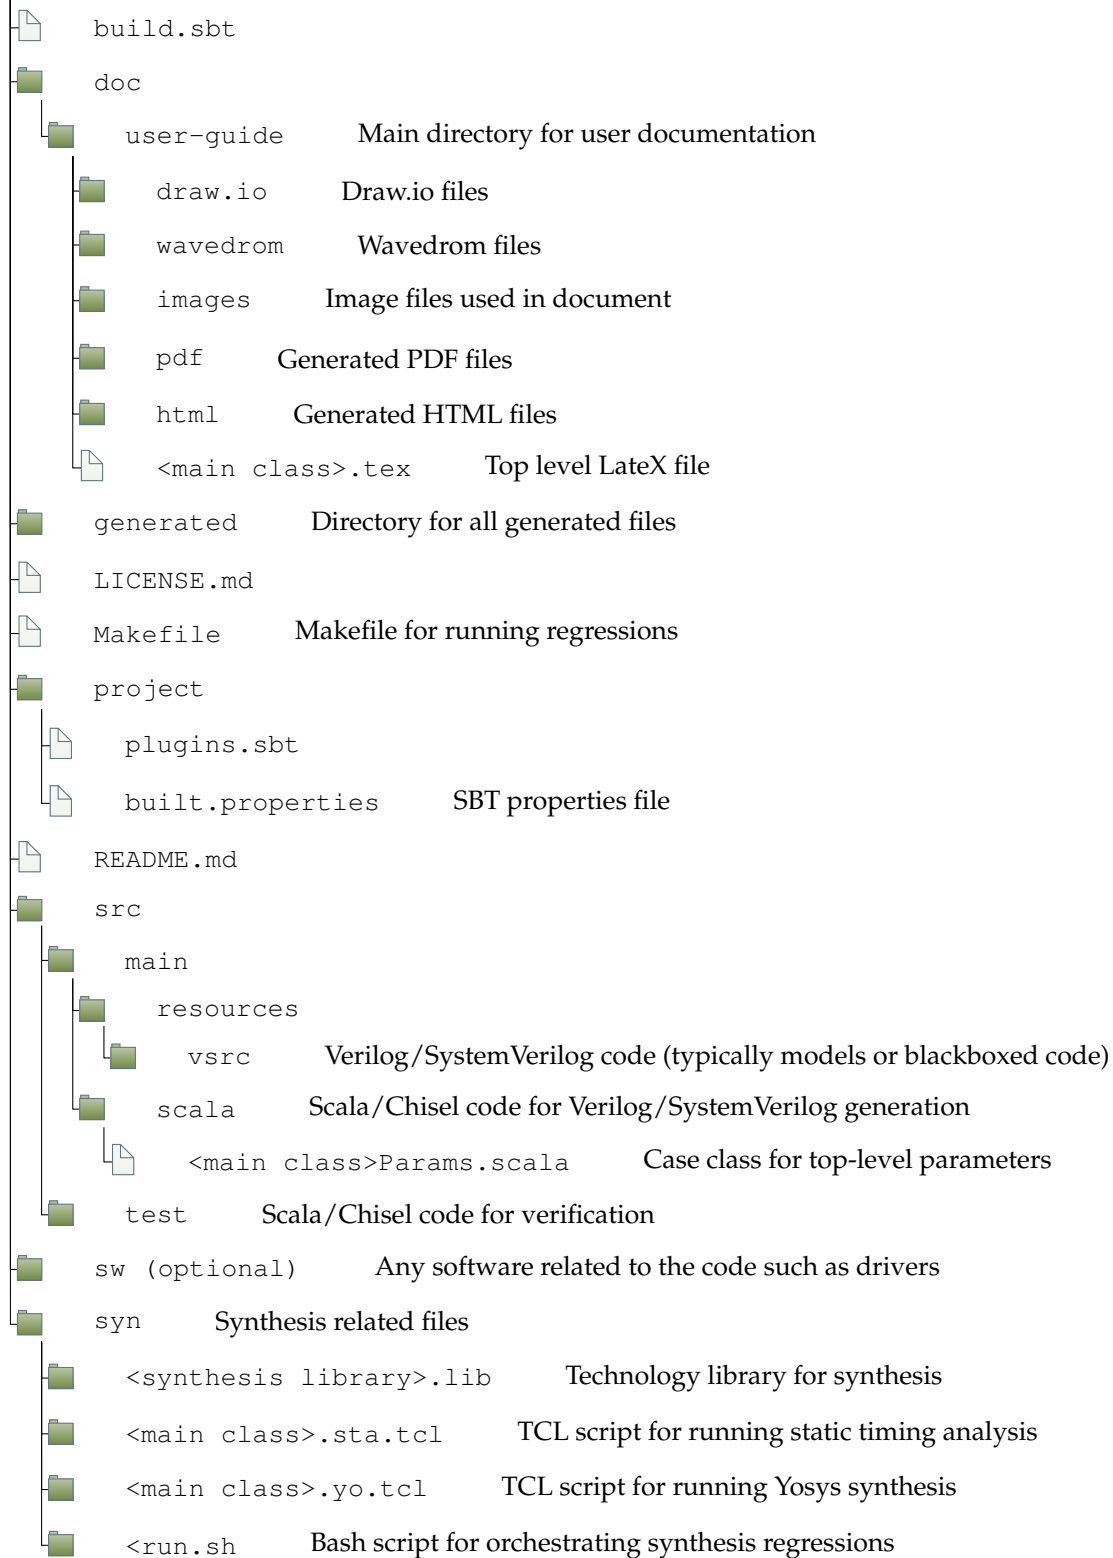 build.sbt
doc
user-guide Main directory for user documentation
draw.io Draw.io files
wavedrom Wavedrom files
images Image files used in document
pdf Generated PDF files
html Generated HTML files
<main class>.tex Top level LateX file
generated Directory for all generated files
LICENSE.md
Makefile Makefile for running regressions
project
plugins.sbt
built.properties SBT properties file
README.md
src
main
resources
vsrc Verilog/SystemVerilog code (typically models or blackboxed code)
scala Scala/Chisel code for Verilog/SystemVerilog generation
<main class>Params.scala Case class for top-level parameters
test Scala/Chisel code for verification
sw (optional) Any software related to the code such as drivers
syn Synthesis related files
<synthesis library>.lib Technology library for synthesis
<main class>.sta.tcl TCL script for running static timing analysis
<main class>.yo.tcl TCL script for running Yosys synthesis
<run.sh Bash script for orchestrating synthesis regressions